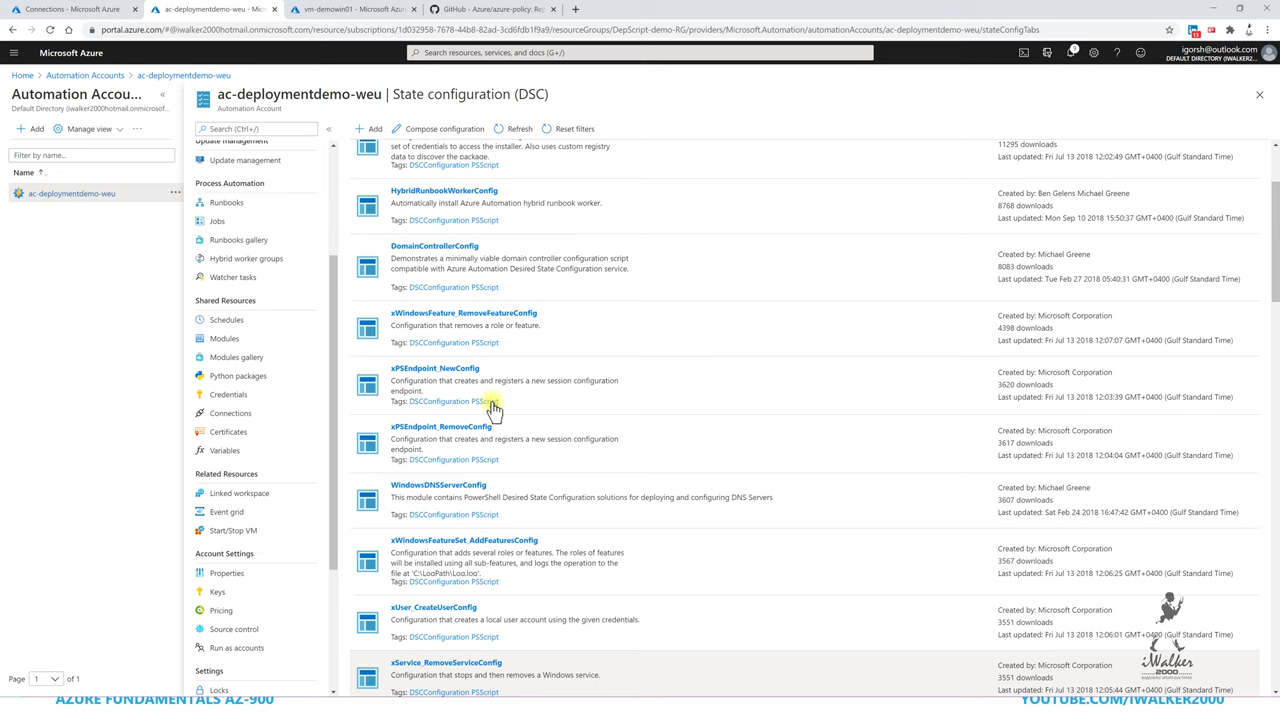 Connections - Microsoft Azure
ac-deploymentdemo-weu - Micros
vm-demowin01 - Microsoft Azure
GitHub - Azure/azure-policy: Rep
portal.azure.com/#@iwalker2000hotmail.onmicrosoft.com/resource/subscriptions/1d032958-7678-44b8-82ad-3cd6fdb1f9a9/resourceGroups/DepScript-demo-RG/providers/Microsoft.Automation/automationAccounts/ac-deploymentdemo-weu/stateConfigTabs
Microsoft Azure
Search resources, services, and docs (G+/)
igorsh@outlook.com
DEFAULT DIRECTORY (IWALKER2...
Home > Automation Accounts > ac-deploymentdemo-weu
Automation Accou...
Default Directory (iwalker2000hotmail.onmicrosof...
Add
Manage view
Filter by name...
Name
ac-deploymentdemo-weu
Page 1 of 1
ac-deploymentdemo-weu | State configuration (DSC)
Automation Account
Search (Ctrl+/)
Add
Compose configuration
Refresh
Reset filters
Update management
Update management
Process Automation
Runbooks
Jobs
Runbooks gallery
Hybrid worker groups
Watcher tasks
Shared Resources
Schedules
Modules
Modules gallery
Python packages
Credentials
Connections
Certificates
Variables
Related Resources
Linked workspace
Event grid
Start/Stop VM
Account Settings
Properties
Keys
Pricing
Source control
Run as accounts
Settings
Locks
set of credentials to access the installer. Also uses custom registry
data to discover the package.
Tags: DSCConfiguration PSScript
11295 downloads
Last updated: Fri Jul 13 2018 12:02:49 GMT+0400 (Gulf Standard Time)
HybridRunbookWorkerConfig
Automatically install Azure Automation hybrid runbook worker.
Tags: DSCConfiguration PSScript
Created by: Ben Gelens Michael Greene
8768 downloads
Last updated: Mon Sep 10 2018 15:50:37 GMT+0400 (Gulf Standard Time)
DomainControllerConfig
Demonstrates a minimally viable domain controller configuration script
compatible with Azure Automation Desired State Configuration service.
Tags: DSCConfiguration PSScript
Created by: Michael Greene
8083 downloads
Last updated: Tue Feb 27 2018 05:40:31 GMT+0400 (Gulf Standard Time)
xWindowsFeature_RemoveFeatureConfig
Configuration that removes a role or feature.
Tags: DSCConfiguration PSScript
Created by: Microsoft Corporation
4398 downloads
Last updated: Fri Jul 13 2018 12:07:07 GMT+0400 (Gulf Standard Time)
xPSEndpoint_NewConfig
Configuration that creates and registers a new session configuration
endpoint.
Tags: DSCConfiguration PSScript
Created by: Microsoft Corporation
3620 downloads
Last updated: Fri Jul 13 2018 12:03:39 GMT+0400 (Gulf Standard Time)
xPSEndpoint_RemoveConfig
Configuration that creates and registers a new session configuration
endpoint.
Tags: DSCConfiguration PSScript
Created by: Microsoft Corporation
3617 downloads
Last updated: Fri Jul 13 2018 12:04:04 GMT+0400 (Gulf Standard Time)
WindowsDNSServerConfig
This module contains PowerShell Desired State Configuration solutions for deploying and configuring DNS Servers
Tags: DSCConfiguration PSScript
Created by: Michael Greene
3607 downloads
Last updated: Sat Feb 24 2018 16:47:42 GMT+0400 (Gulf Standard Time)
xWindowsFeatureSet_AddFeaturesConfig
Configuration that adds several roles or features. The roles of features
will be installed using all sub-features, and logs the operation to the
file at 'C:\LogPath\Log.log'.
Tags: DSCConfiguration PSScript
Created by: Microsoft Corporation
3567 downloads
Last updated: Fri Jul 13 2018 12:06:25 GMT+0400 (Gulf Standard Time)
xUser_CreateUserConfig
Configuration that creates a local user account using the given credentials.
Tags: DSCConfiguration PSScript
Created by: Microsoft Corporation
3551 downloads
Last updated: Fri Jul 13 2018 12:06:01 GMT+0400 (Gulf Standard Time)
xService_RemoveServiceConfig
Configuration that stops and then removes a Windows service.
Tags: DSCConfiguration PSScript
Created by: Microsoft Corporation
3551 downloads
Last updated: Fri Jul 13 2018 12:05:44 GMT+0400 (Gulf Standard Time)
iWalker
2000
AZURE FUNDAMENTALS AZ-900
YOUTUBE.COM/IWALKER2000